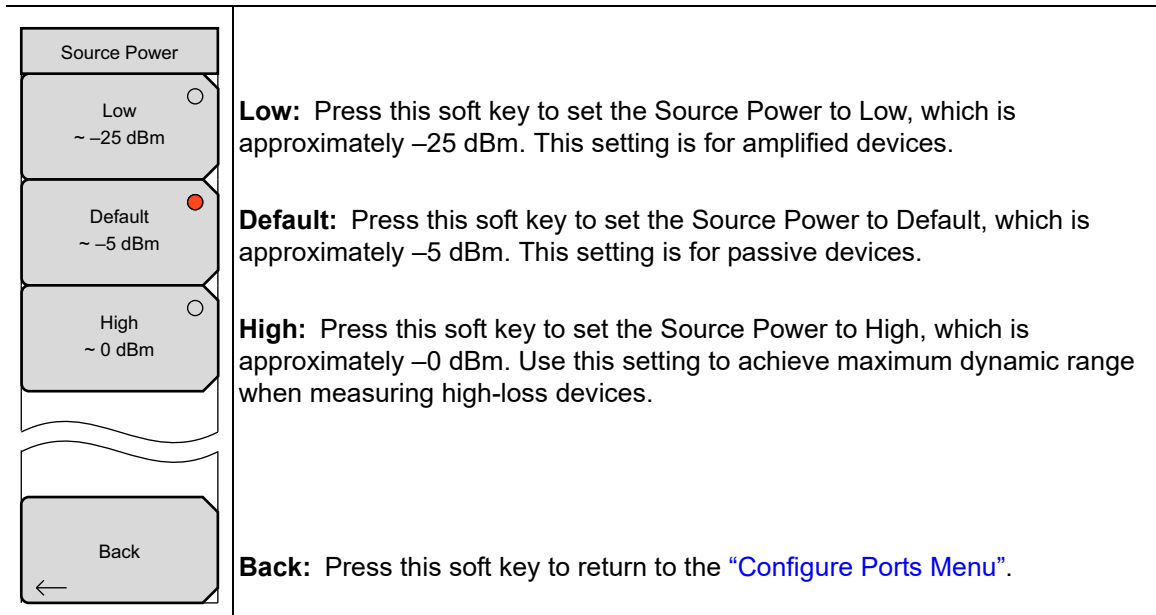 Source Power
Low
~ –25 dBm
Low: Press this soft key to set the Source Power to Low, which is
approximately –25 dBm. This setting is for amplified devices.
Default
~ –5 dBm
Default: Press this soft key to set the Source Power to Default, which is
approximately –5 dBm. This setting is for passive devices.
High
~ 0 dBm
High: Press this soft key to set the Source Power to High, which is
approximately –0 dBm. Use this setting to achieve maximum dynamic range
when measuring high-loss devices.
Back
Back: Press this soft key to return to the “Configure Ports Menu”.